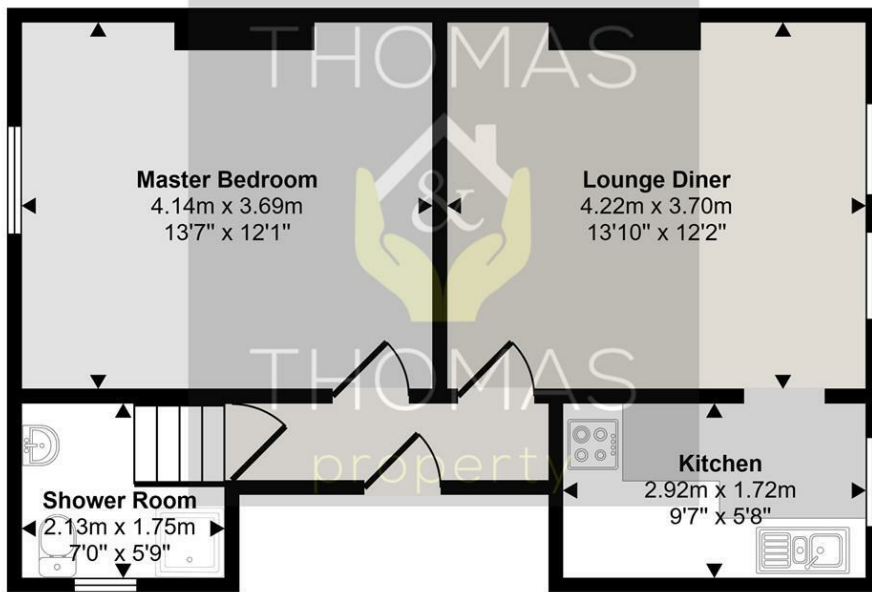 THOMAS
&
THOMAS
property
Master Bedroom
4.14m x 3.69m
13'7" x 12'1"
Lounge Diner
4.22m x 3.70m
13'10" x 12'2"
Shower Room
2.13m x 1.75m
7'0" x 5'9"
Kitchen
2.92m x 1.72m
9'7" x 5'8"